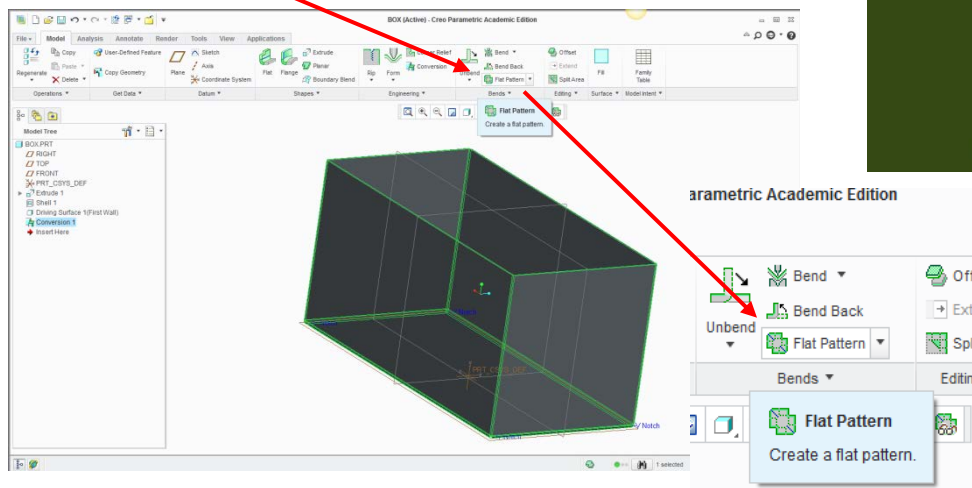 BOX (Active) - Creo Parametric Academic Edition
File Model Analysis Annotate Render Tools View Applications
Regenerate
Copy
Paste
Delete
Operations
User-Defined Feature
Copy Geometry
Get Data
Plane
Sketch
Axis
Coordinate System
Datum
Flat
Flange
Extrude
Planar
Boundary Blend
Shapes
Rip
Form
Relief
Conversion
Engineering
Unbend
Bend
Flat Pattern
Bends
Offset
Extend
Split Area
Editing
Fill
Surface
Family
Table
Model Intent
Flat Pattern
Create a flat pattern.
Model Tree
BOX.PRT
RIGHT
TOP
FRONT
PRT_CSYS_DEF
Extrude 1
Shell 1
Driving Surface 1(First Wall)
Conversion 1
Insert Here
PRT_CSYS_DEF
Notch
1 selected
arametric Academic Edition
Unbend
Bend
Bend Back
Flat Pattern
Bends
Off
Ext
Spl
Editin
Flat Pattern
Create a flat pattern.